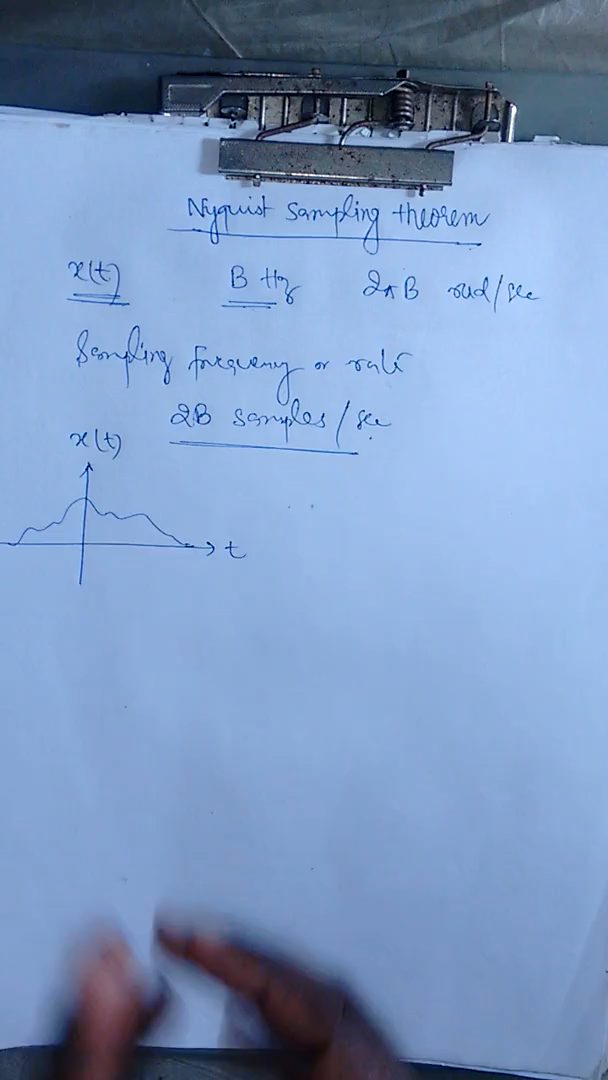 Nyquist Sampling theorem
x(t) B Hz 2πB rad/sec
Sampling frequency or rate
2B samples/sec
x(t)
t